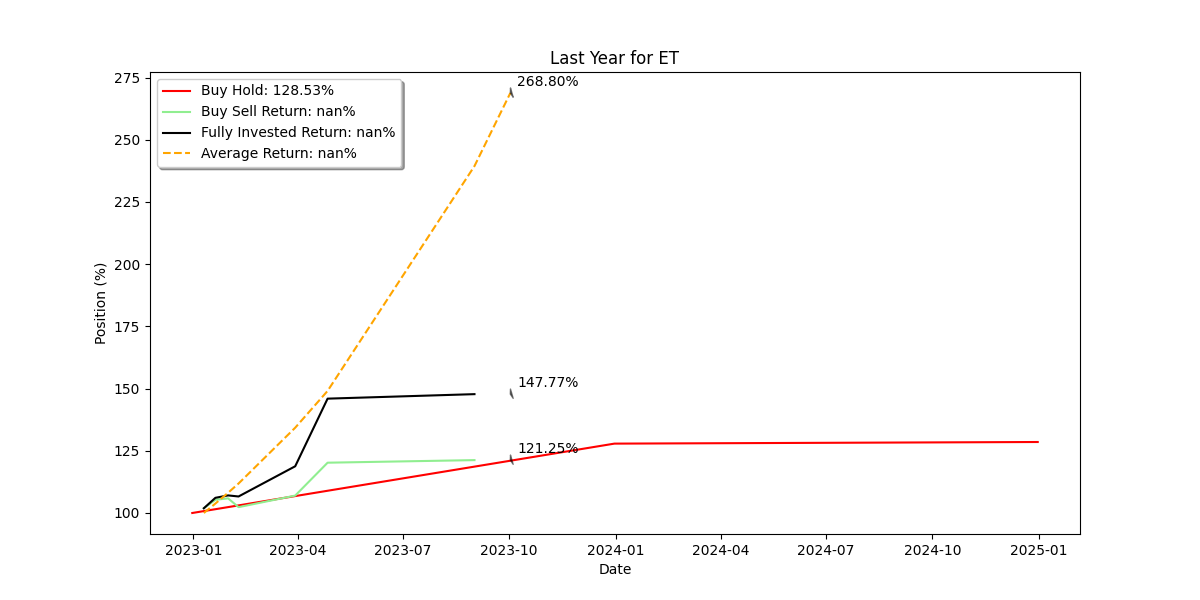 Last Year for ET
Buy Hold: 128.53%
Buy Sell Return: nan%
Fully Invested Return: nan%
Average Return: nan%
268.80%
147.77%
121.25%
275
250
225
200
175
150
125
100
Position (%)
2023-01
2023-04
2023-07
2023-10
2024-01
2024-04
2024-07
2024-10
2025-01
Date